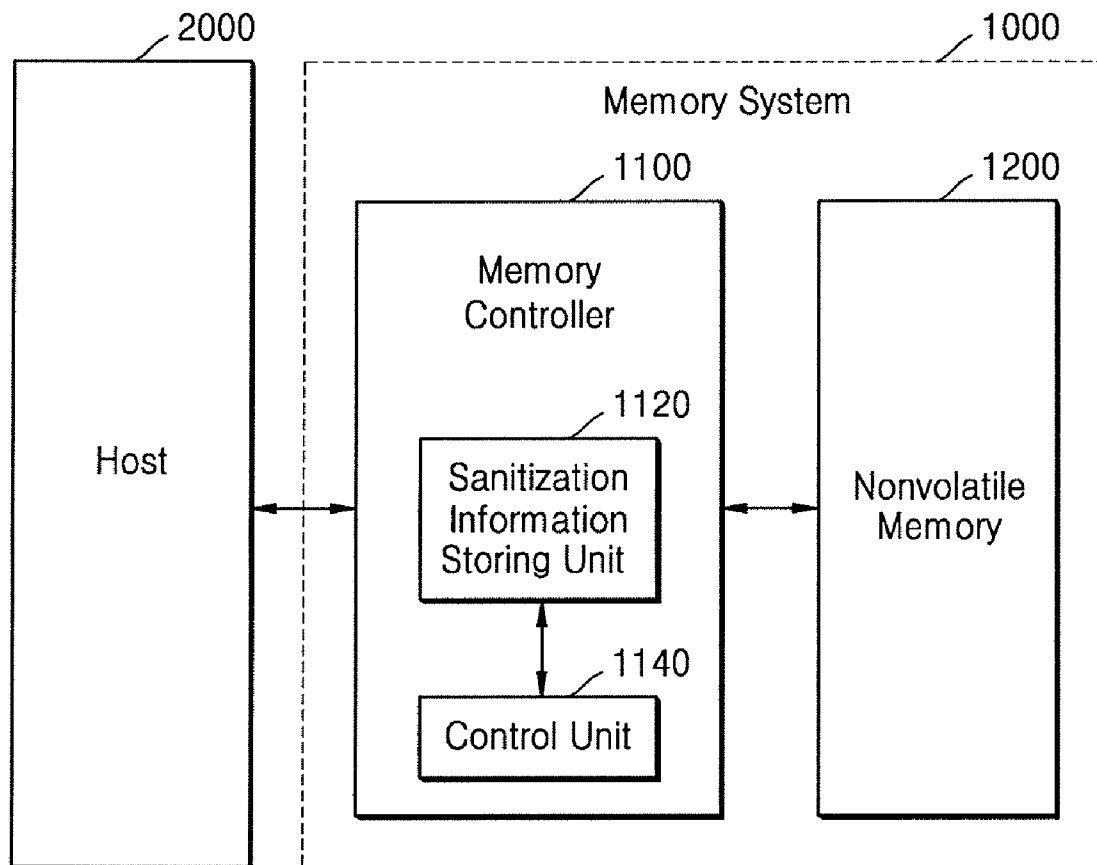 2000
1000
Memory System
1100
1200
Memory
Controller
1120
Host
Sanitization
Information
Storing Unit
Nonvolatile
Memory
1140
Control Unit